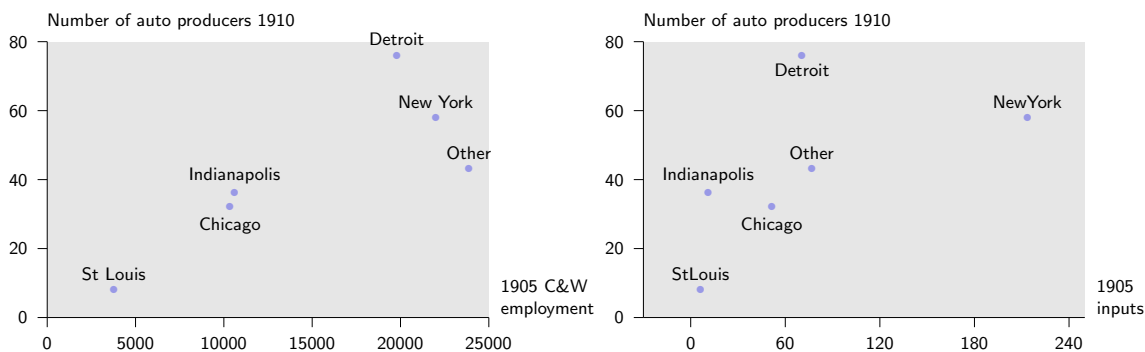 Number of auto producers 1910
80
60
40
20
0
Detroit
New York
Other
Indianapolis
Chicago
St Louis
1905 C&W
employment
0 5000 10000 15000 20000 25000
Number of auto producers 1910
80
60
40
20
0
Detroit
NewYork
Other
Indianapolis
Chicago
StLouis
1905
inputs
0 60 120 180 240